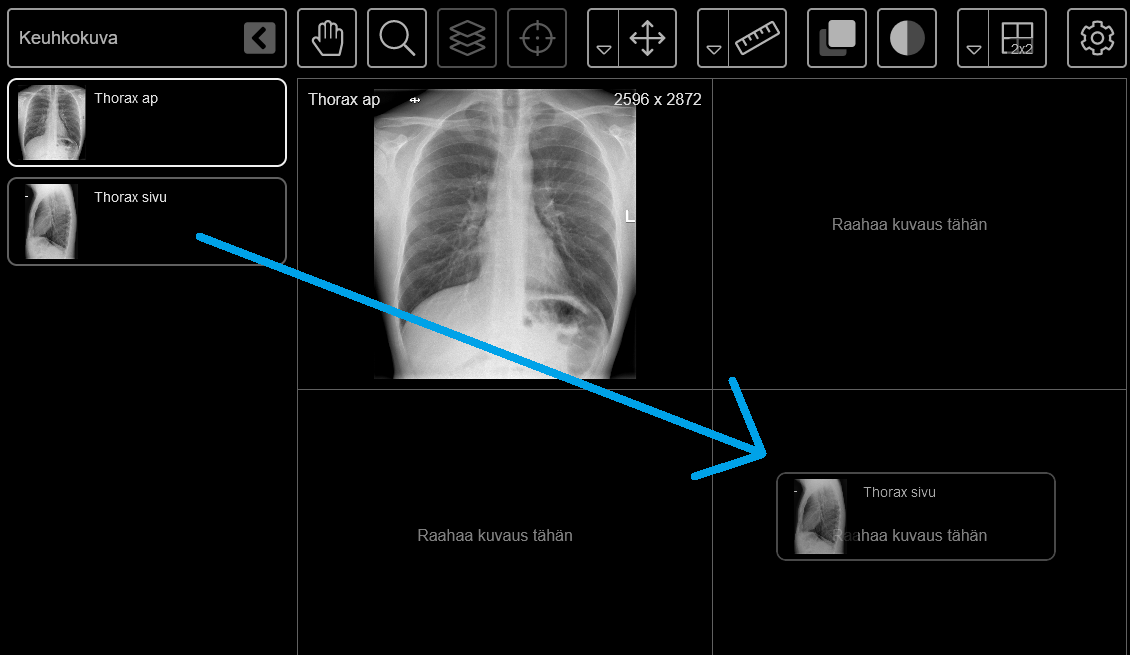 Keuhkokuva
2x2
Thorax ap
Thorax sivu
Thorax ap
2596 x 2872
L
Raahaa kuvaus tähän
Raahaa kuvaus tähän
Thorax sivu
Raahaa kuvaus tähän